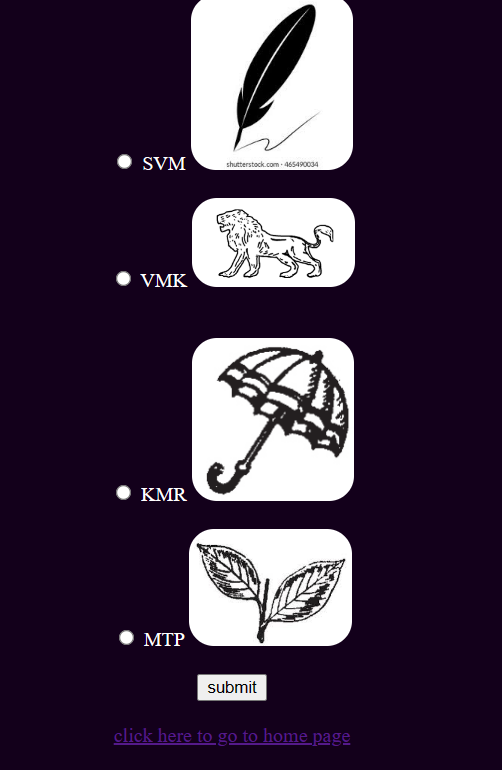 shutterstock.com · 465490034
SVM
VMK
KMR
MTP
submit
click here to go to home page